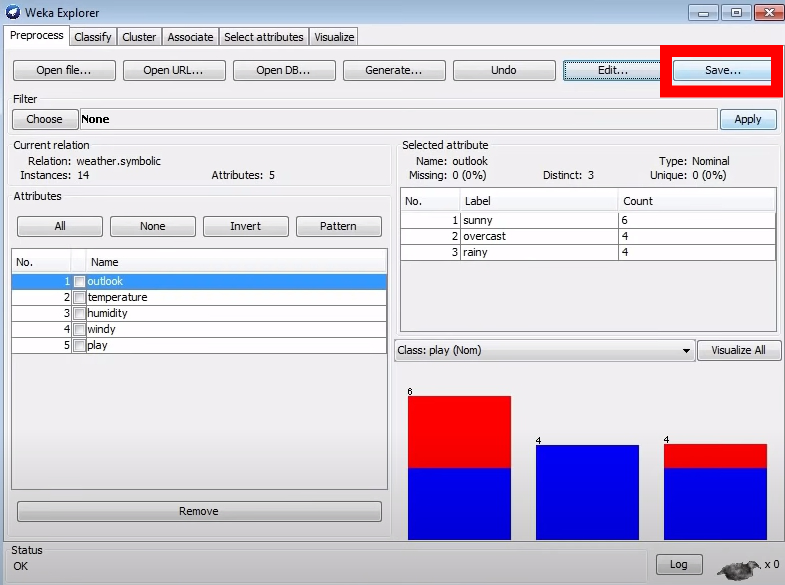 Weka Explorer
Preprocess Classify Cluster Associate Select attributes Visualize
Open file... Open URL... Open DB... Generate... Undo Edit... Save...
Filter
Choose None Apply
Current relation
Relation: weather.symbolic
Instances: 14 Attributes: 5
Attributes
All None Invert Pattern
No. Name
1 outlook
2 temperature
3 humidity
4 windy
5 play
Remove
Selected attribute
Name: outlook Type: Nominal
Missing: 0 (0%) Distinct: 3 Unique: 0 (0%)
No. Label Count
1 sunny 6
2 overcast 4
3 rainy 4
Class: play (Nom) Visualize All
6
4
4
Status
OK
Log x 0